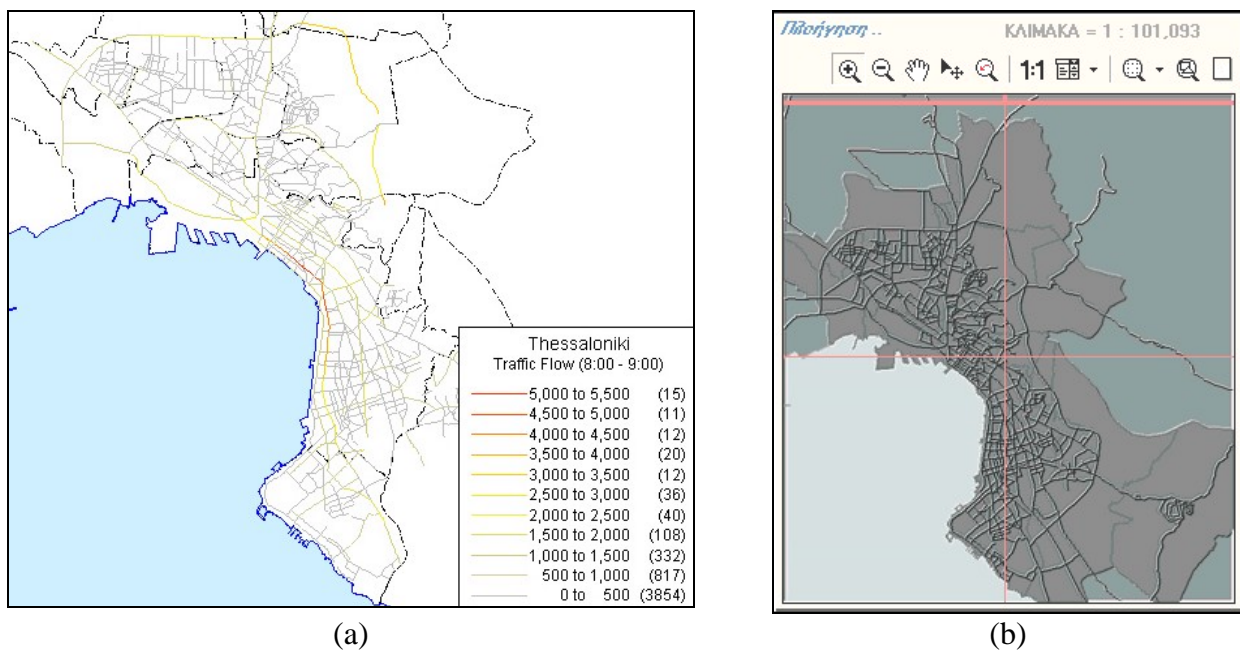 Thessaloniki
Traffic Flow (8:00 - 9:00)
5,000 to 5,500 (15)
4,500 to 5,000 (11)
4,000 to 4,500 (12)
3,500 to 4,000 (20)
3,000 to 3,500 (12)
2,500 to 3,000 (36)
2,000 to 2,500 (40)
1,500 to 2,000 (108)
1,000 to 1,500 (332)
500 to 1,000 (817)
0 to 500 (3854)
(a)
Πλοήγηση ..
ΚΛΙΜΑΚΑ = 1 : 101,093
1:1
(b)